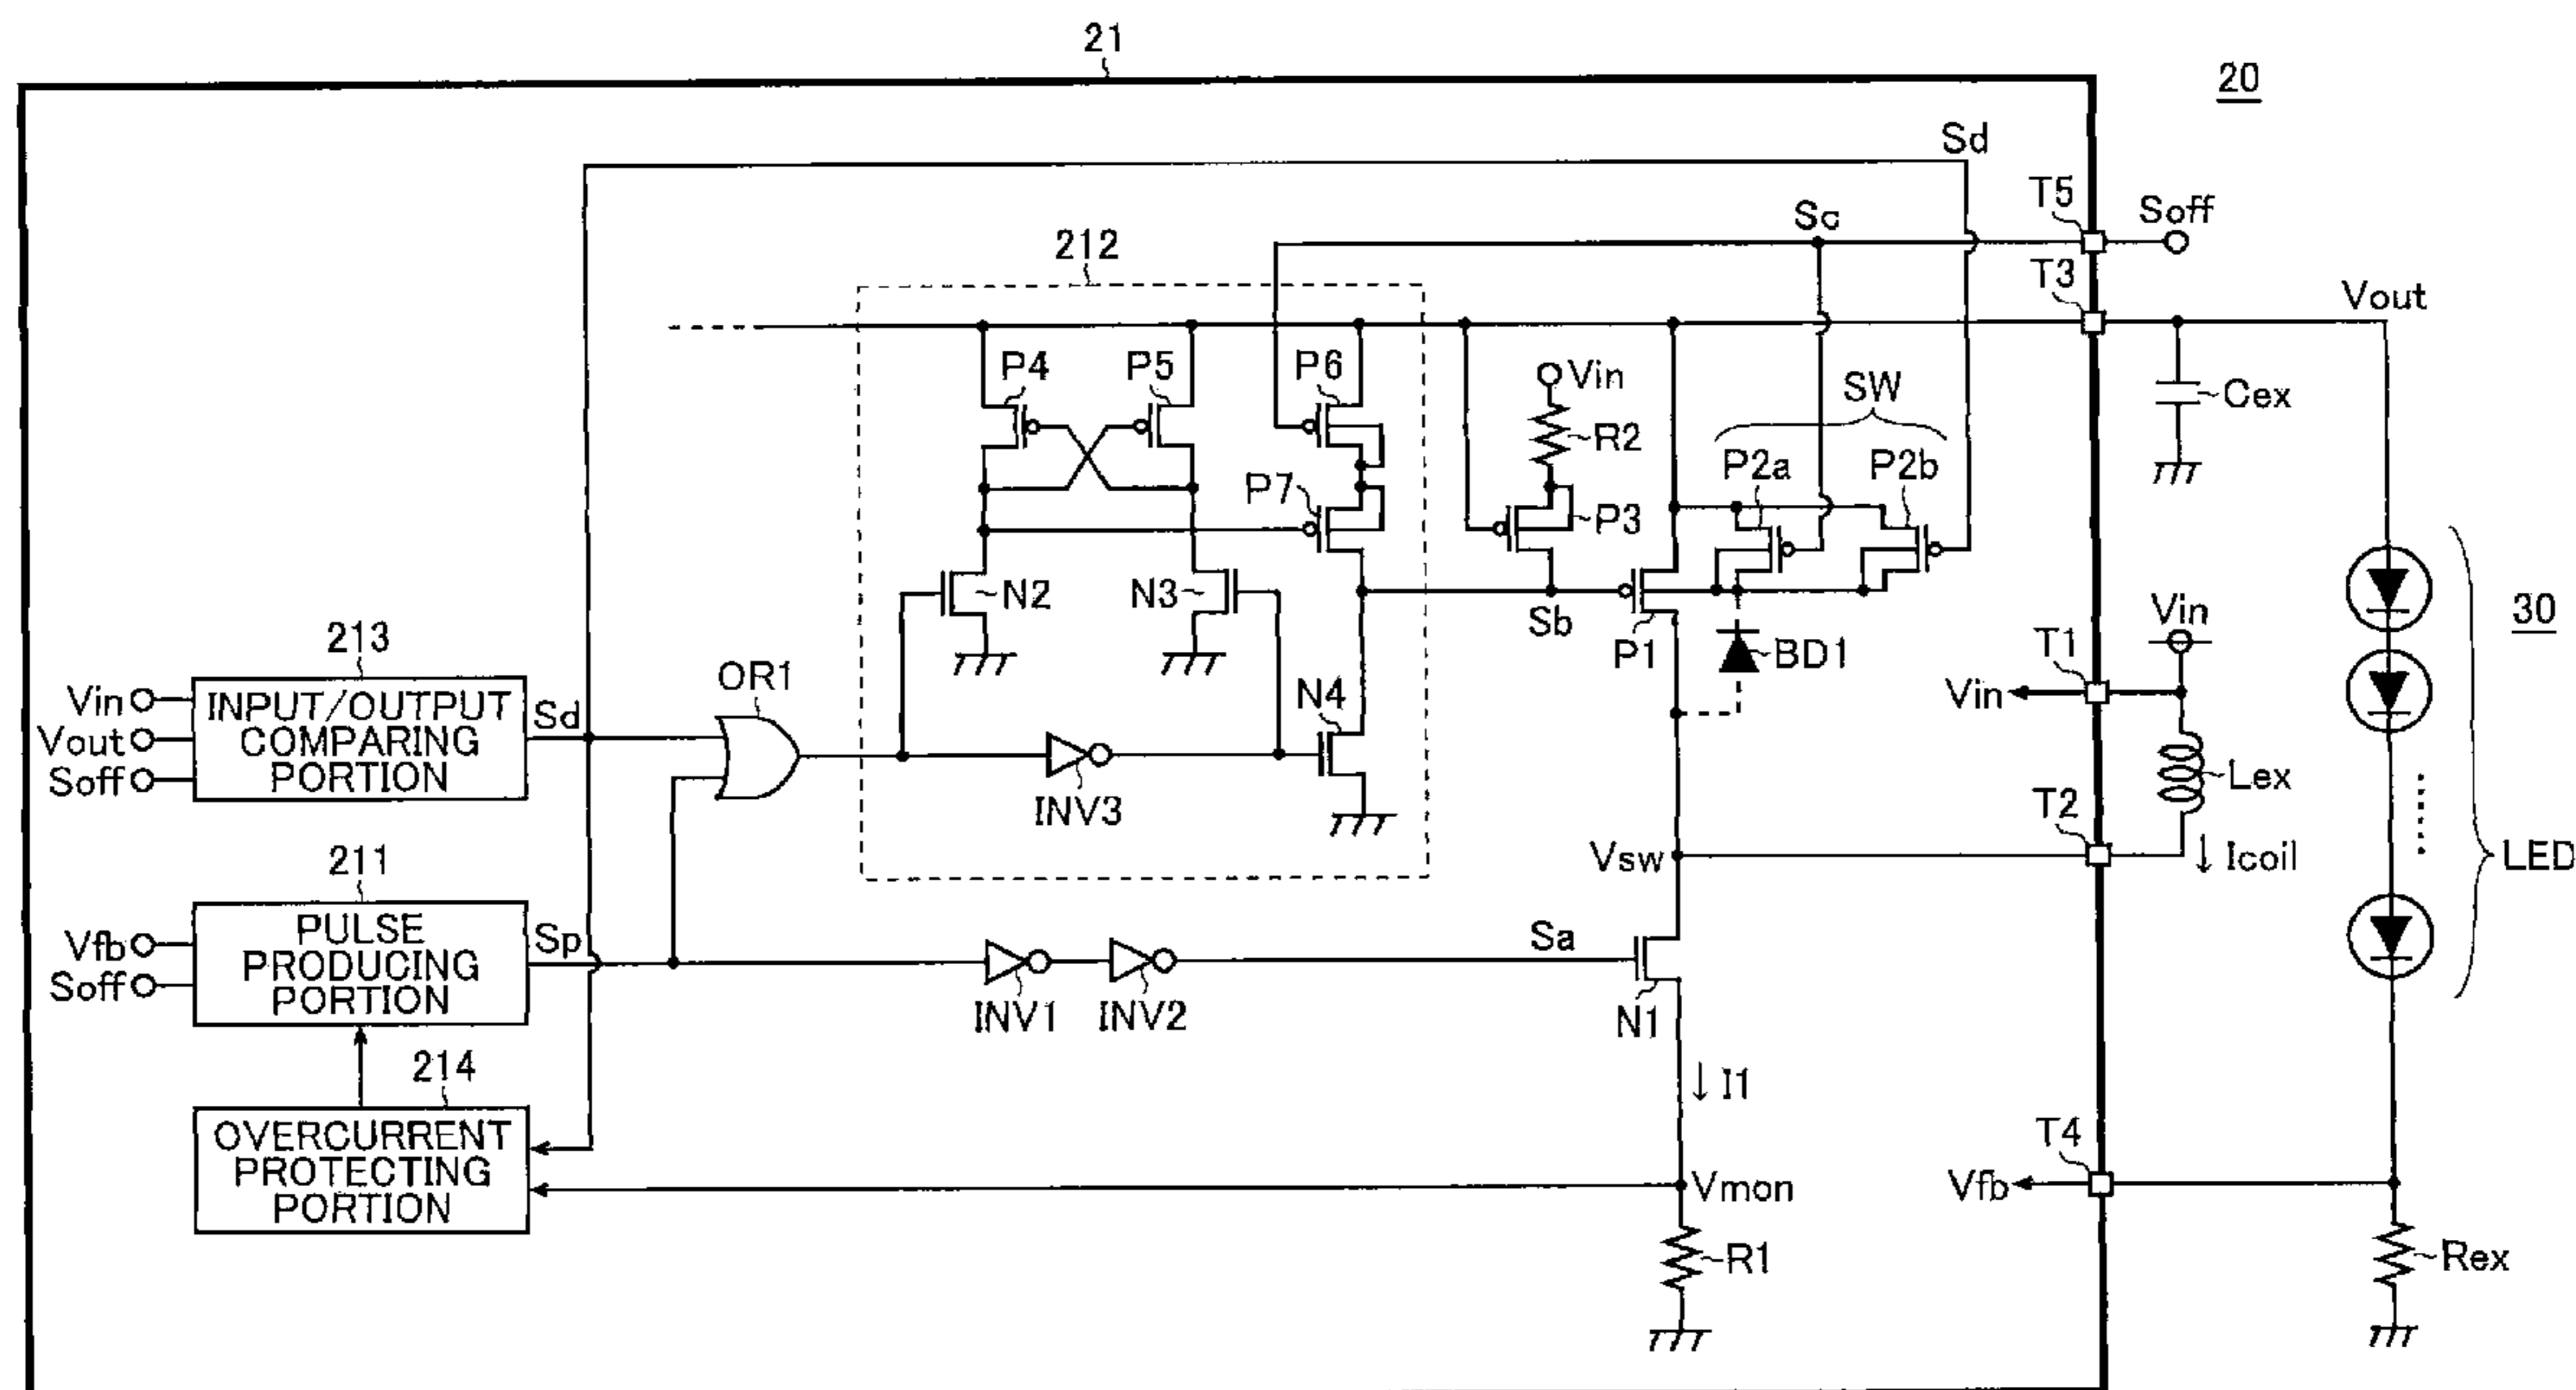 21
20
Sd
T5
Soff
Sc
212
T3
Vout
P4
P5
P6
Vin
SW
Cex
R2
P2a
P2b
P7
P3
N2
N3
Sb
P1
BD1
Vin
30
T1
213
OR1
N4
Vin
Vin
INPUT/OUTPUT
COMPARING
PORTION
Vout
Soff
Sd
INV3
T2
Lex
Vsw
Icoil
LED
211
Vfb
Soff
PULSE
PRODUCING
PORTION
Sp
Sa
INV1
INV2
N1
214
I1
OVERCURRENT
PROTECTING
PORTION
T4
Vmon
Vfb
R1
Rex